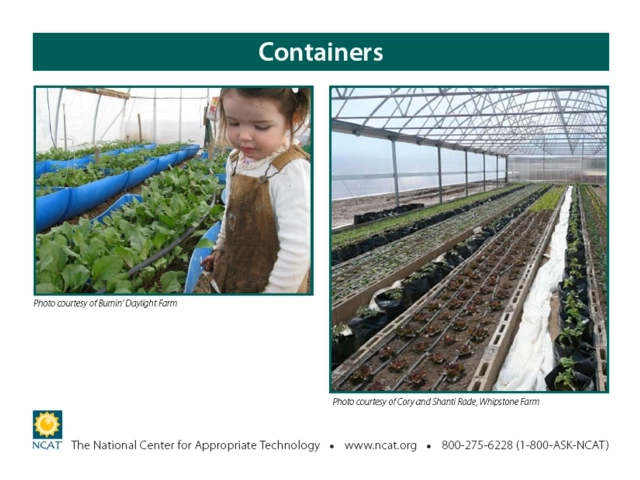 Containers
Photo courtesy of Burnin' Daylight Farm
Photo courtesy of Cory and Shanti Rade, Whipstone Farm
NCAT
The National Center for Appropriate Technology • www.ncat.org • 800-275-6228 (1-800-ASK-NCAT)